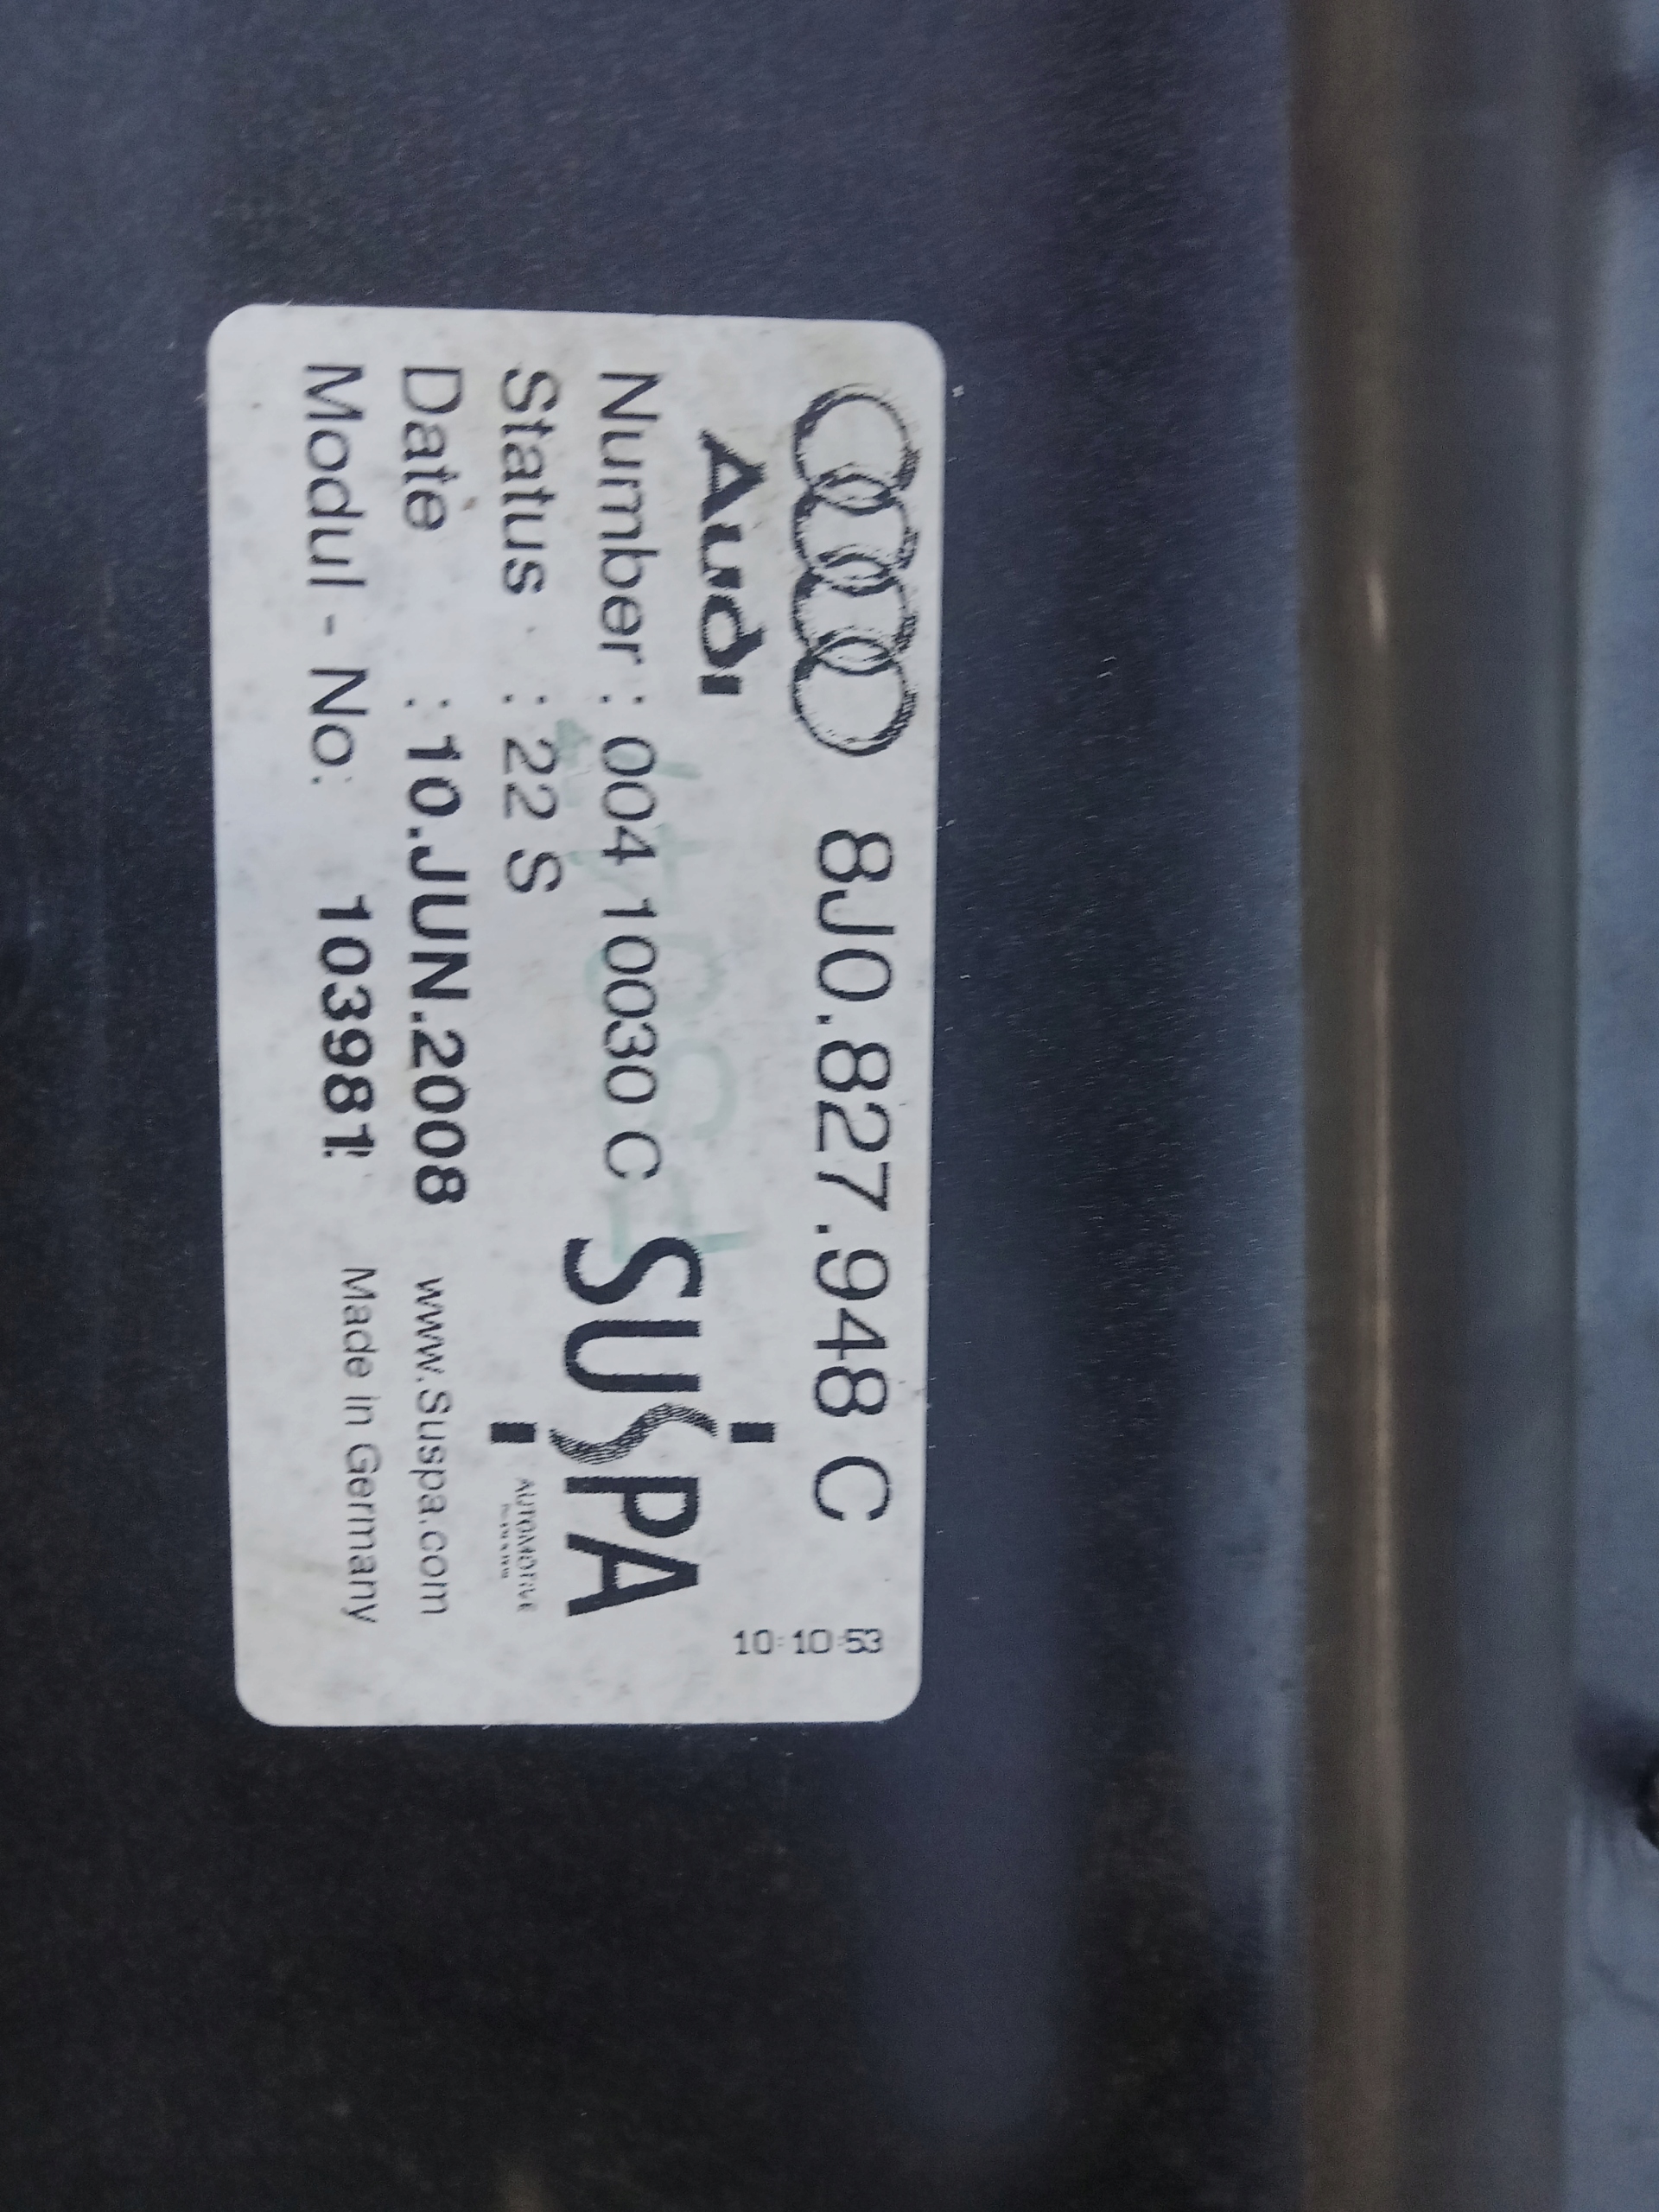 8J0.827.948 C
10:10:53
Audi
Number : 004 10030 C
SUSPA
Status : 22 S
AUTOMOTIVE
Date : 10.JUN.2008 www.Suspa.com
Modul - No: 103981 Made in Germany